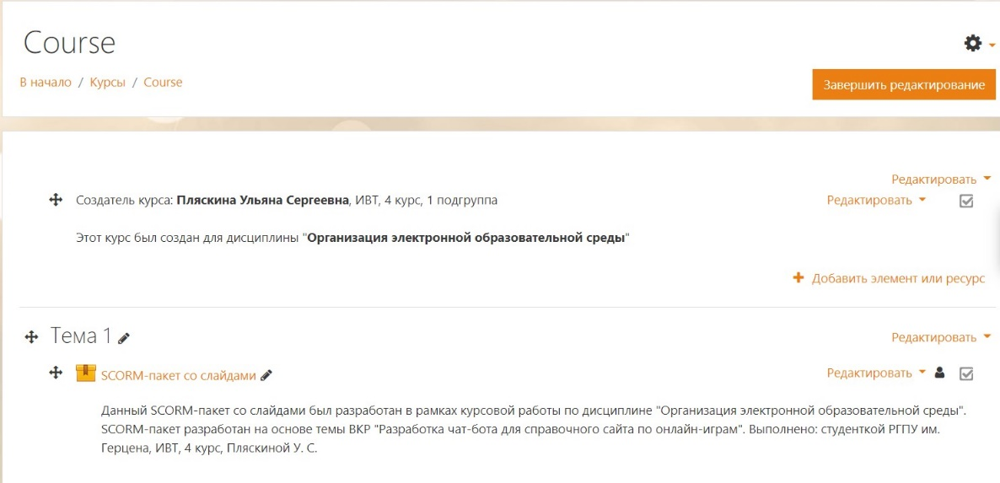 Course
В начало / Курсы / Course
Завершить редактирование
Редактировать
Создатель курса: Пляскина Ульяна Сергеевна, ИВТ, 4 курс, 1 подгруппа
Редактировать
Этот курс был создан для дисциплины "Организация электронной образовательной среды"
Добавить элемент или ресурс
Тема 1
Редактировать
SCORM-пакет со слайдами
Редактировать
Данный SCORM-пакет со слайдами был разработан в рамках курсовой работы по дисциплине "Организация электронной образовательной среды".
SCORM-пакет разработан на основе темы ВКР "Разработка чат-бота для справочного сайта по онлайн-играм". Выполнено: студенткой РГПУ им.
Герцена, ИВТ, 4 курс, Пляскиной У. С.